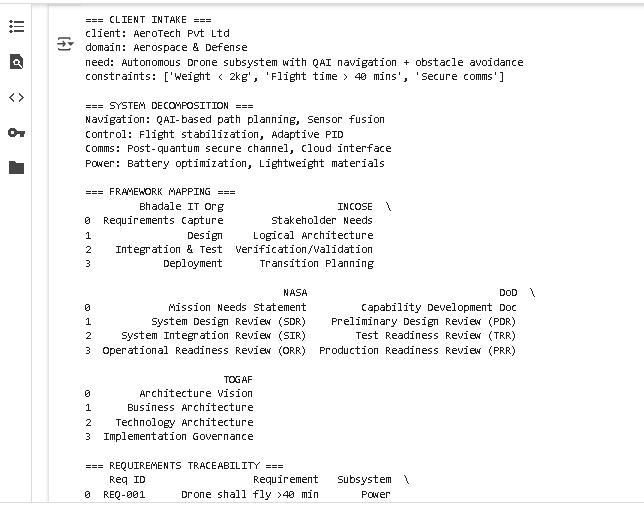 === CLIENT INTAKE ===
client: AeroTech Pvt Ltd
domain: Aerospace & Defense
need: Autonomous Drone subsystem with QAI navigation + obstacle avoidance
constraints: ['Weight < 2kg', 'Flight time > 40 mins', 'Secure comms']
=== SYSTEM DECOMPOSITION ===
Navigation: QAI-based path planning, Sensor fusion
Control: Flight stabilization, Adaptive PID
Comms: Post-quantum secure channel, Cloud interface
Power: Battery optimization, Lightweight materials
=== FRAMEWORK MAPPING ===
Bhadale IT Org INCOSE \
0 Requirements Capture Stakeholder Needs
1 Design Logical Architecture
2 Integration & Test Verification/Validation
3 Deployment Transition Planning
NASA DoD \
0 Mission Needs Statement Capability Development Doc
1 System Design Review (SDR) Preliminary Design Review (PDR)
2 System Integration Review (SIR) Test Readiness Review (TRR)
3 Operational Readiness Review (ORR) Production Readiness Review (PRR)
TOGAF
0 Architecture Vision
1 Business Architecture
2 Technology Architecture
3 Implementation Governance
=== REQUIREMENTS TRACEABILITY ===
Req ID Requirement Subsystem \
0 REQ-001 Drone shall fly >40 min Power